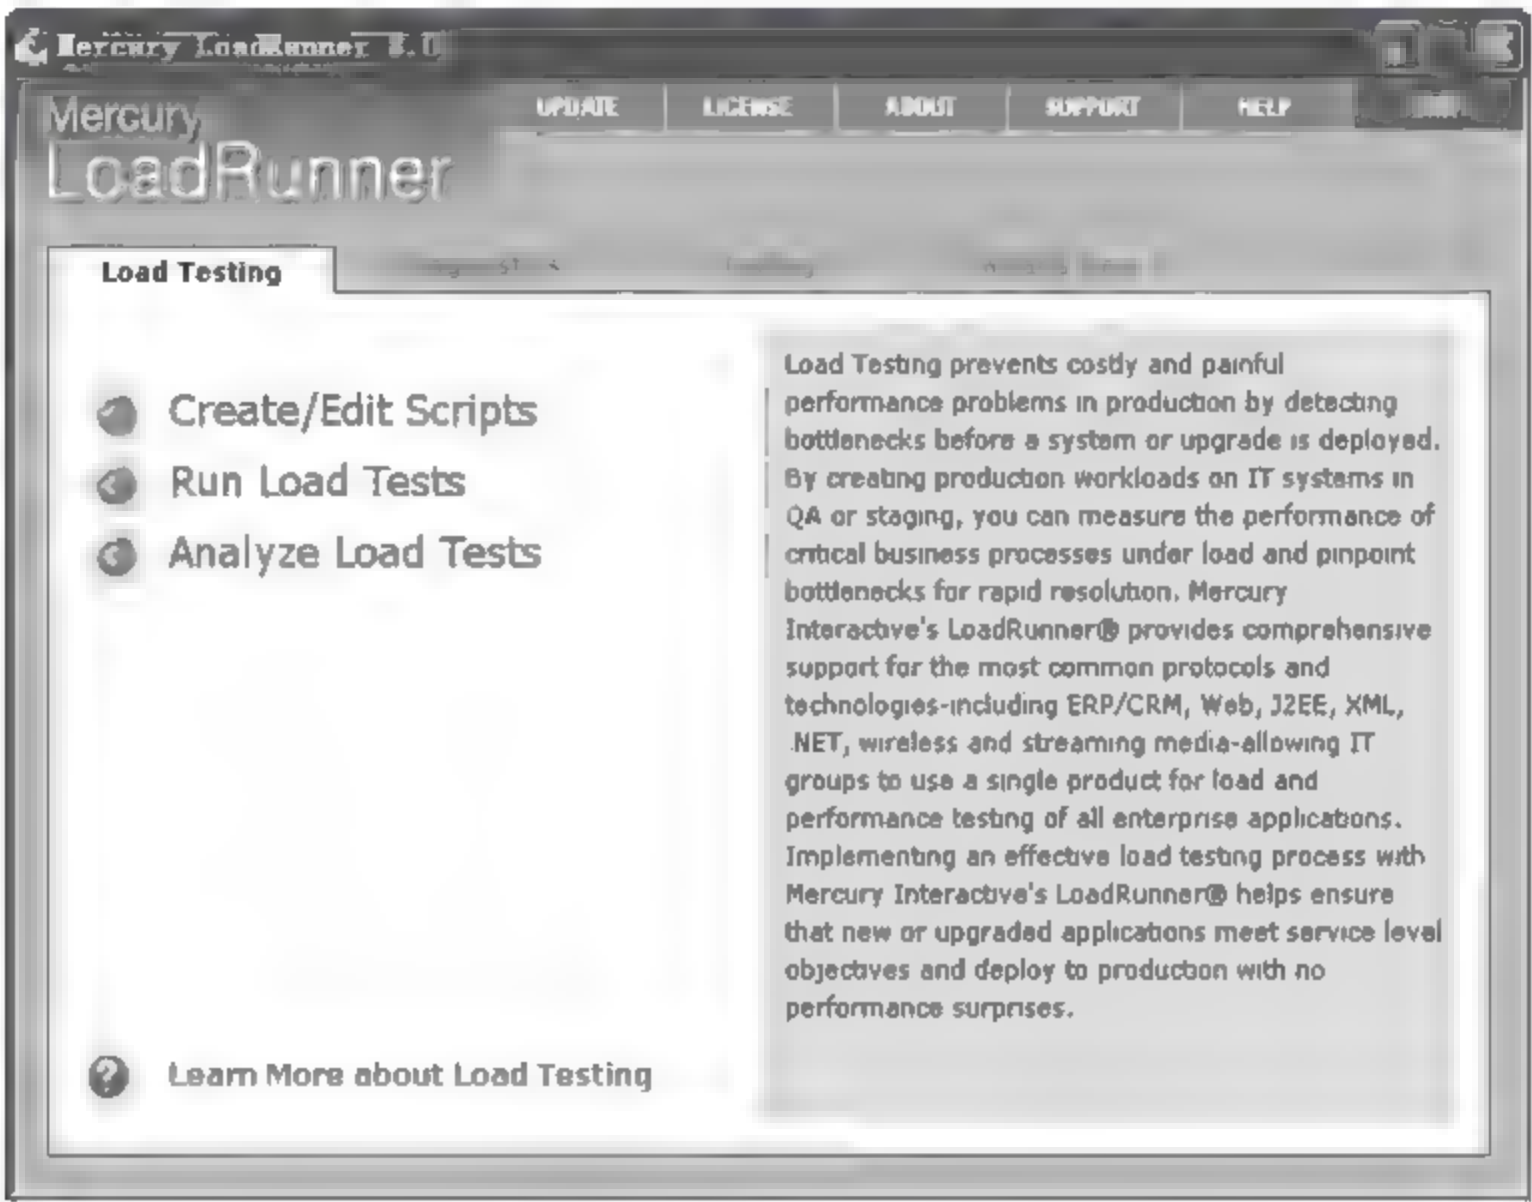 Mercury LoadRunner 8.0
Mercury
LoadRunner
UPDATE LICENSE ABOUT SUPPORT HELP
Load Testing
Create/Edit Scripts
Run Load Tests
Analyze Load Tests
Learn More about Load Testing
Load Testing prevents costly and painful
performance problems in production by detecting
bottlenecks before a system or upgrade is deployed.
By creating production workloads on IT systems in
QA or staging, you can measure the performance of
critical business processes under load and pinpoint
bottlenecks for rapid resolution. Mercury
Interactive's LoadRunner® provides comprehensive
support for the most common protocols and
technologies-including ERP/CRM, Web, J2EE, XML,
.NET, wireless and streaming media-allowing IT
groups to use a single product for load and
performance testing of all enterprise applications.
Implementing an effective load testing process with
Mercury Interactive's LoadRunner® helps ensure
that new or upgraded applications meet service level
objectives and deploy to production with no
performance surprises.